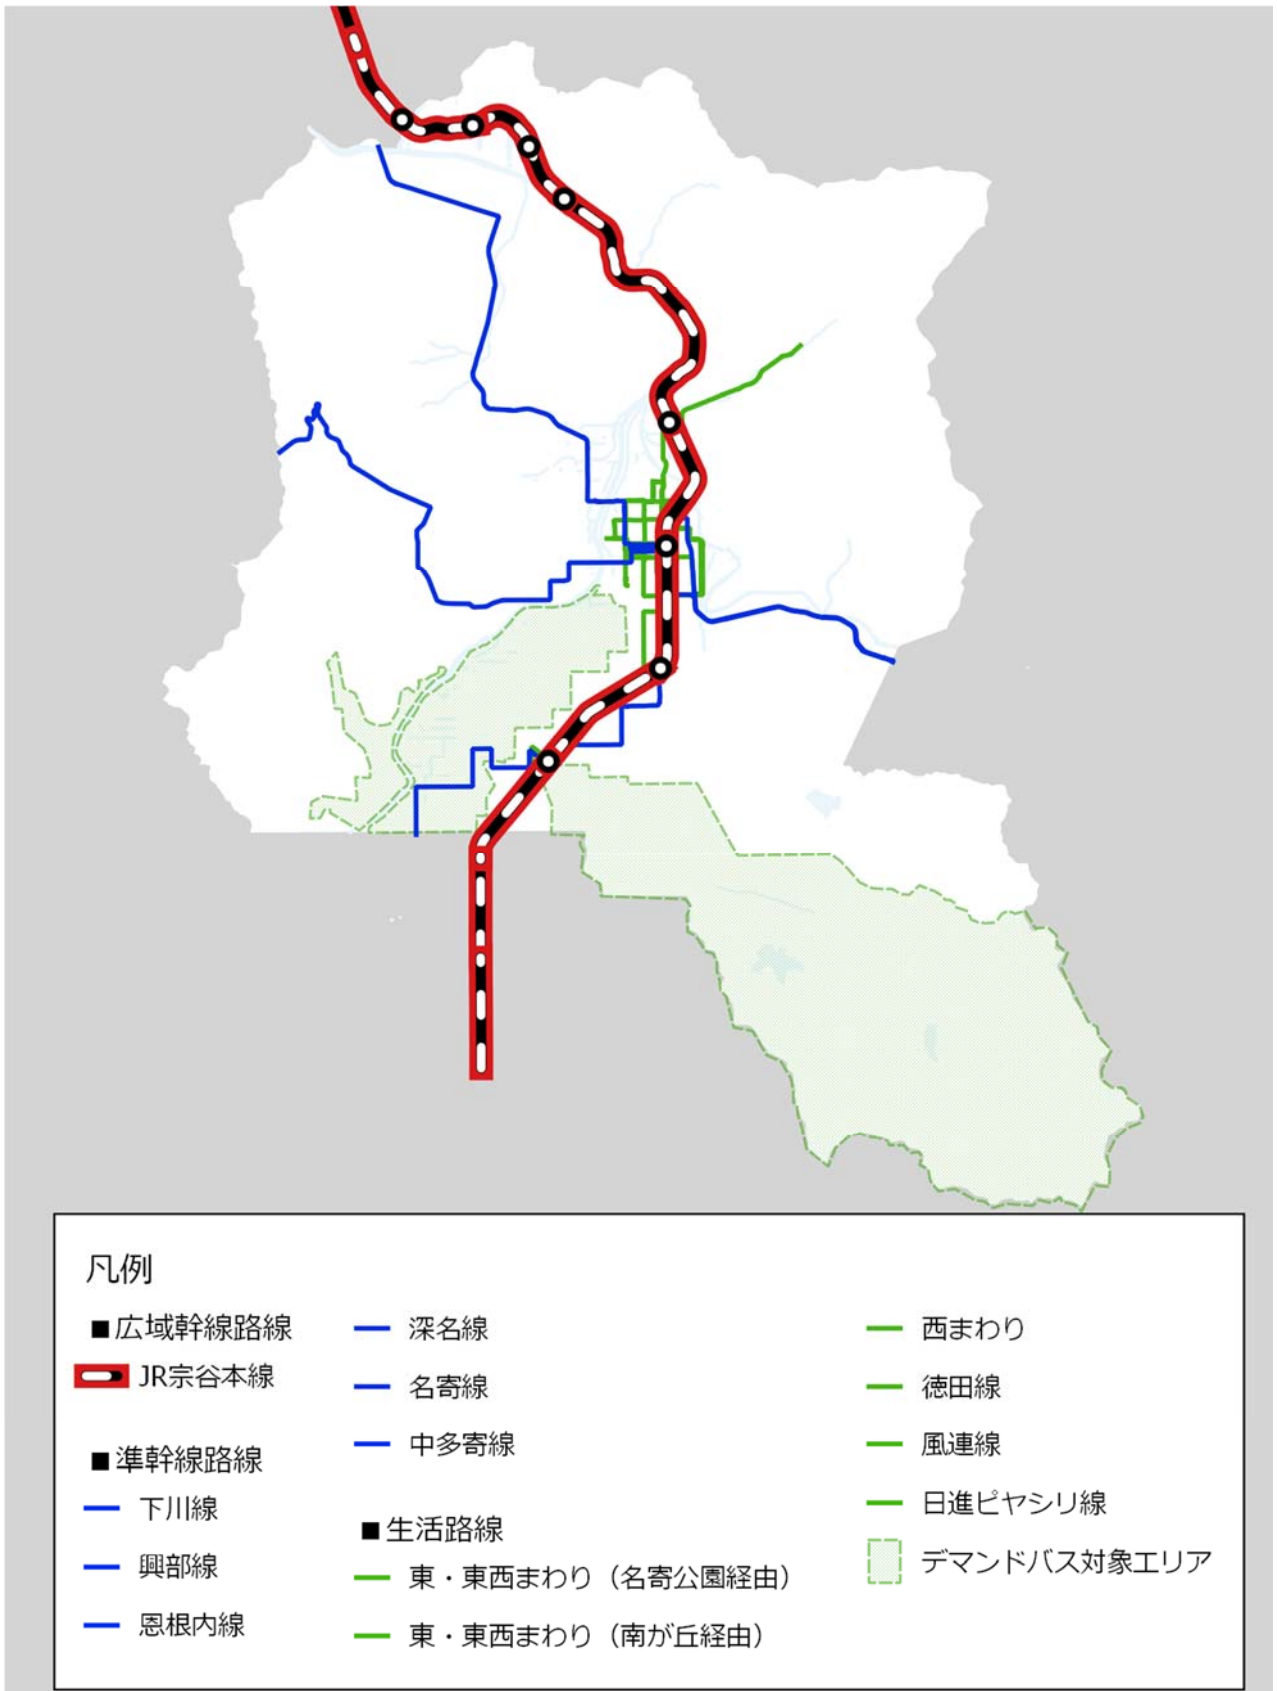 凡例
■広域幹線路線
JR宗谷本線
■準幹線路線
下川線
興部線
恩根内線
深名線
名寄線
中多寄線
■生活路線
東・東西まわり（名寄公園経由）
東・東西まわり（南が丘経由）
西まわり
徳田線
風連線
日進ピヤシリ線
デマンドバス対象エリア